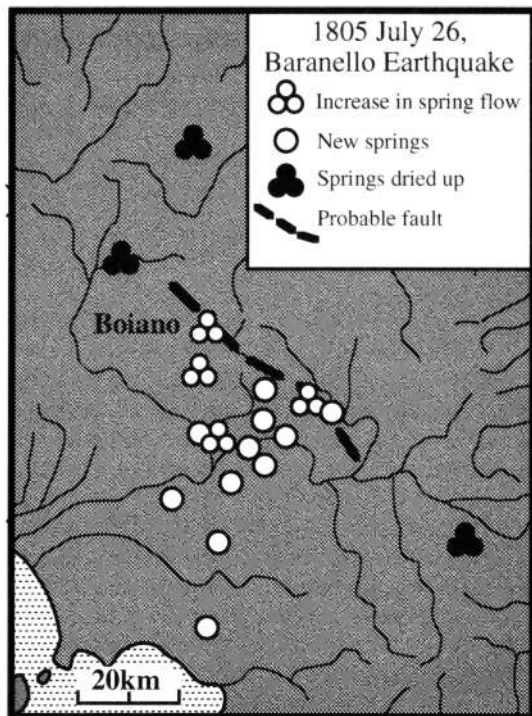 1805 July 26,
Baranello Earthquake
Increase in spring flow
New springs
Springs dried up
Probable fault
Boiano
20km